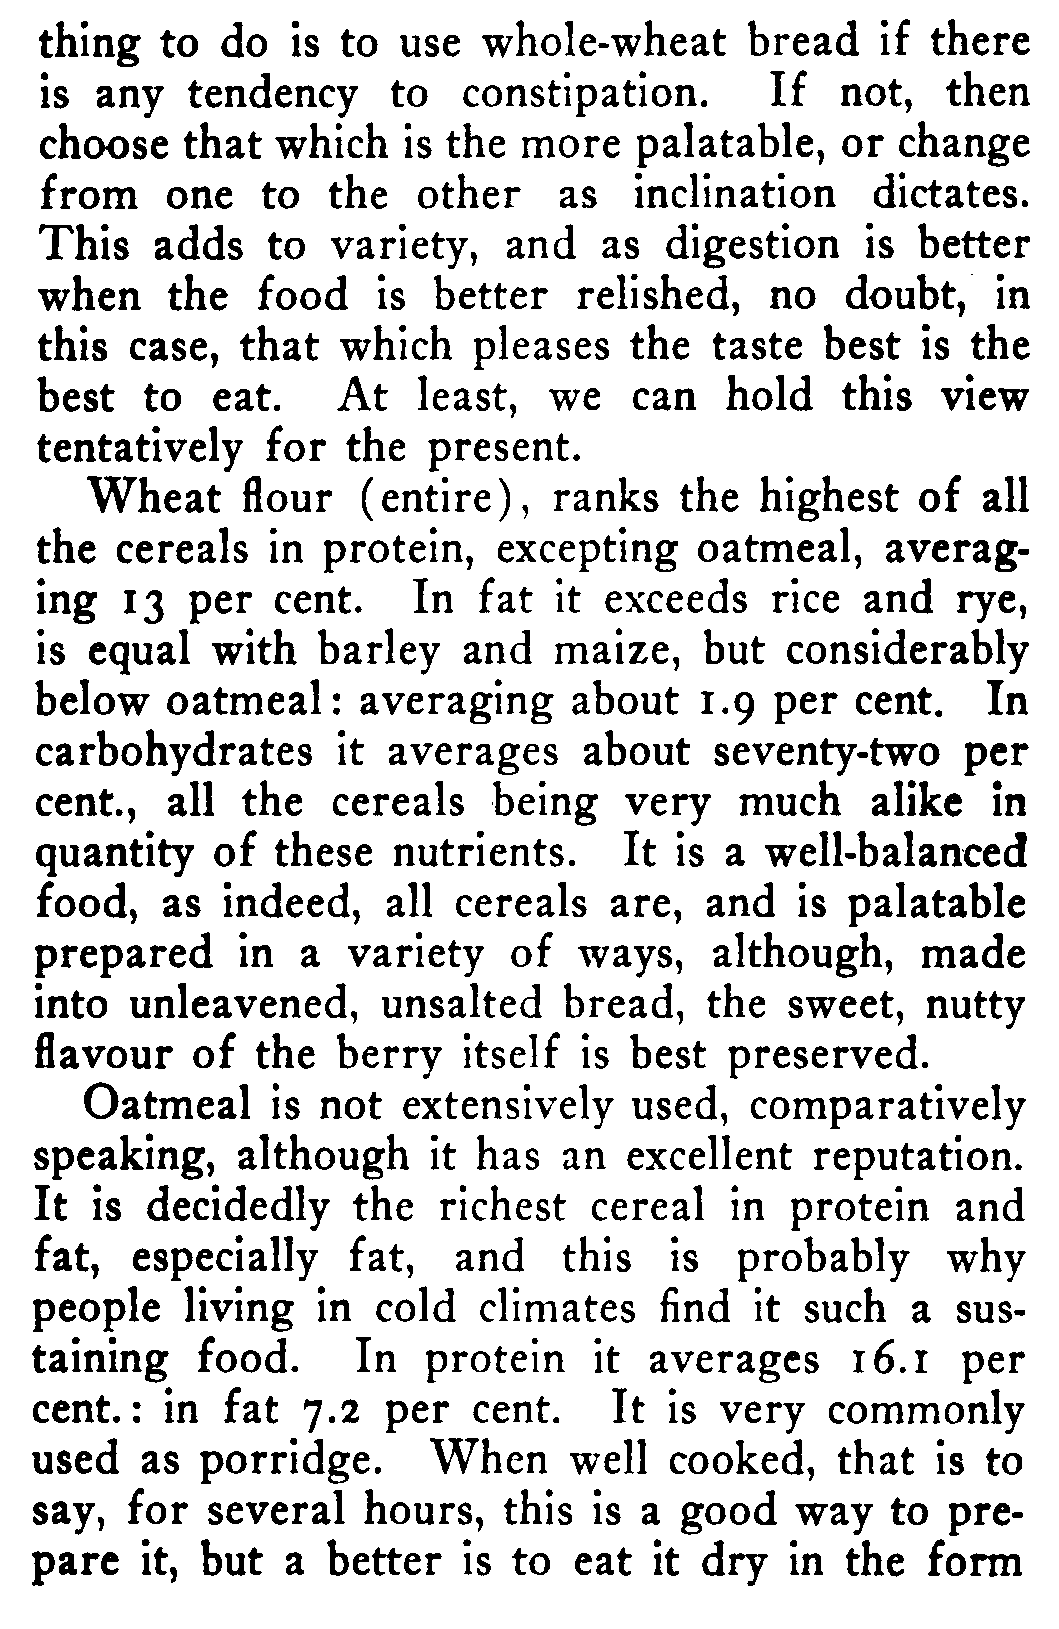 thing to do is to use whole-wheat bread if there
is any tendency to constipation. If not, then
choose that which is the more palatable, or change
from one to the other as inclination dictates.
This adds to variety, and as digestion is better
when the food is better relished, no doubt, in
this case, that which pleases the taste best is the
best to eat. At least, we can hold this view
tentatively for the present.
Wheat flour (entire), ranks the highest of all
the cereals in protein, excepting oatmeal, averag-
ing 13 per cent. In fat it exceeds rice and rye,
is equal with barley and maize, but considerably
below oatmeal: averaging about 1.9 per cent. In
carbohydrates it averages about seventy-two per
cent., all the cereals being very much alike in
quantity of these nutrients. It is a well-balanced
food, as indeed, all cereals are, and is palatable
prepared in a variety of ways, although, made
into unleavened, unsalted bread, the sweet, nutty
flavour of the berry itself is best preserved.
Oatmeal is not extensively used, comparatively
speaking, although it has an excellent reputation.
It is decidedly the richest cereal in protein and
fat, especially fat, and this is probably why
people living in cold climates find it such a sus-
taining food. In protein it averages 16.1 per
cent.: in fat 7.2 per cent. It is very commonly
used as porridge. When well cooked, that is to
say, for several hours, this is a good way to pre-
pare it, but a better is to eat it dry in the form